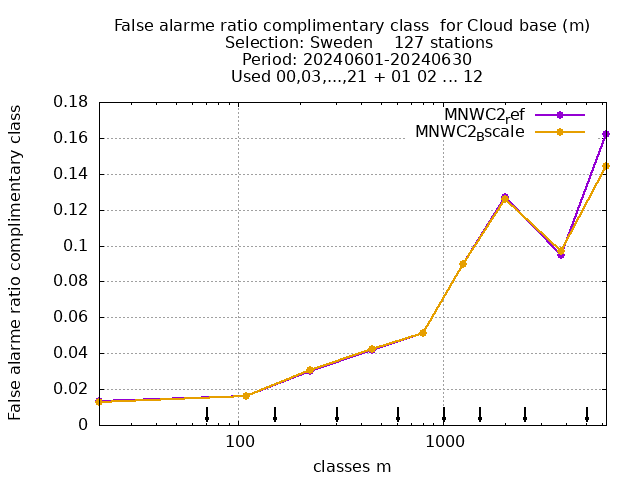 False alarme ratio complimentary class  for Cloud base (m)
Selection: Sweden    127 stations
Period: 20240601-20240630
Used 00,03,...,21 + 01 02 ... 12
False alarme ratio complimentary class
0.18
0.16
0.14
0.12
0.1
0.08
0.06
0.04
0.02
0
MNWC2_ref
MNWC2_Bscale
100
1000
classes m